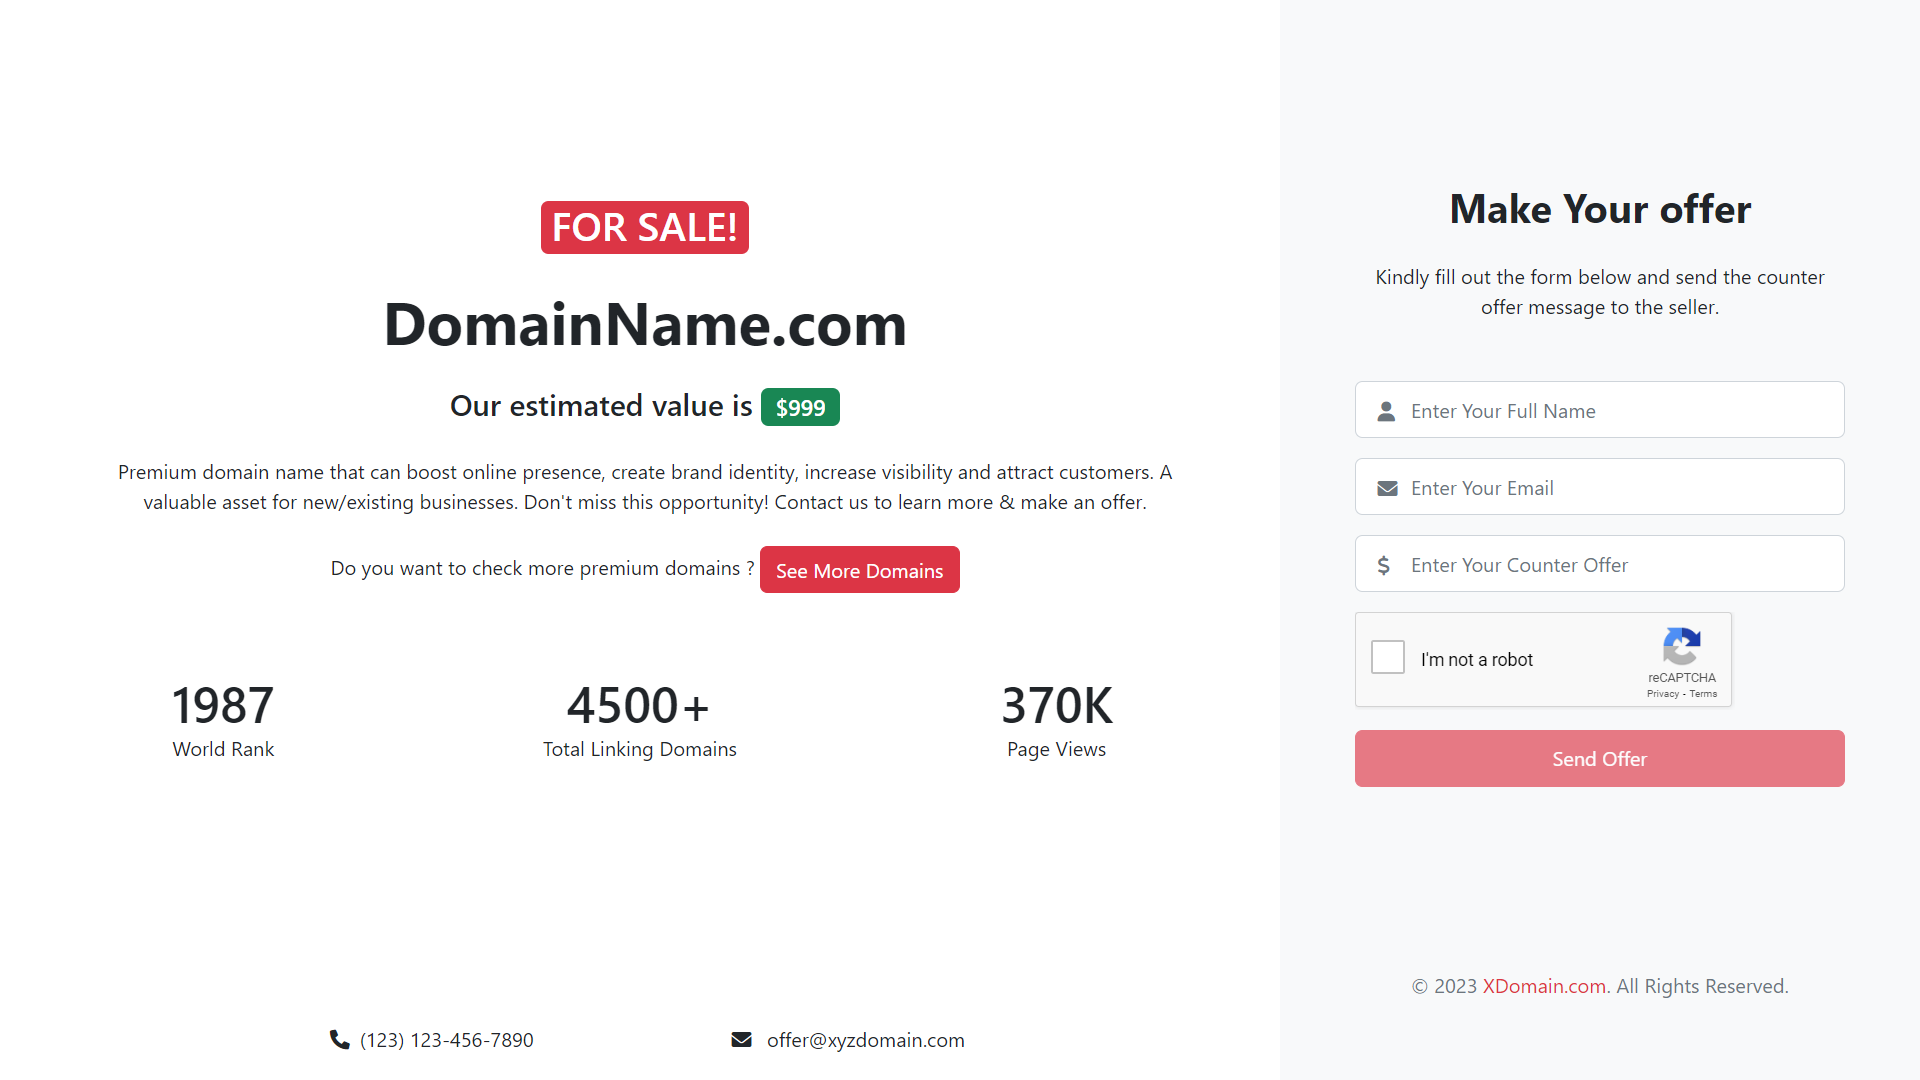 FOR SALE!
DomainName.com
Our estimated value is $999
Premium domain name that can boost online presence, create brand identity, increase visibility and attract customers. A
valuable asset for new/existing businesses. Don't miss this opportunity! Contact us to learn more & make an offer.
Do you want to check more premium domains ? See More Domains
1987
World Rank
4500+
Total Linking Domains
370K
Page Views
(123) 123-456-7890
offer@xyzdomain.com
Make Your offer
Kindly fill out the form below and send the counter
offer message to the seller.
Enter Your Full Name
Enter Your Email
Enter Your Counter Offer
I'm not a robot
reCAPTCHA
Privacy - Terms
Send Offer
© 2023 XDomain.com. All Rights Reserved.